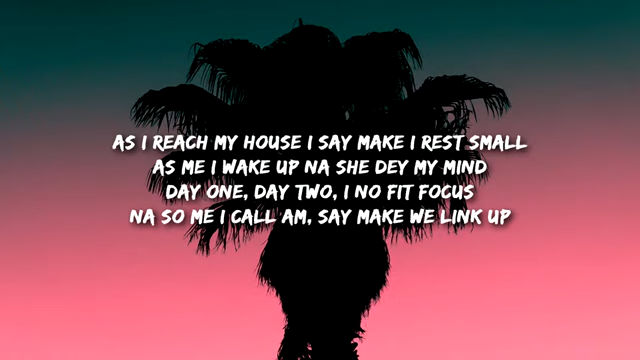 AS I REACH MY HOUSE I SAY MAKE I REST SMALL
AS ME I WAKE UP NA SHE DEY MY MIND
DAY ONE, DAY TWO, I NO FIT FOCUS
NA SO ME I CALL AM, SAY MAKE WE LINK UP